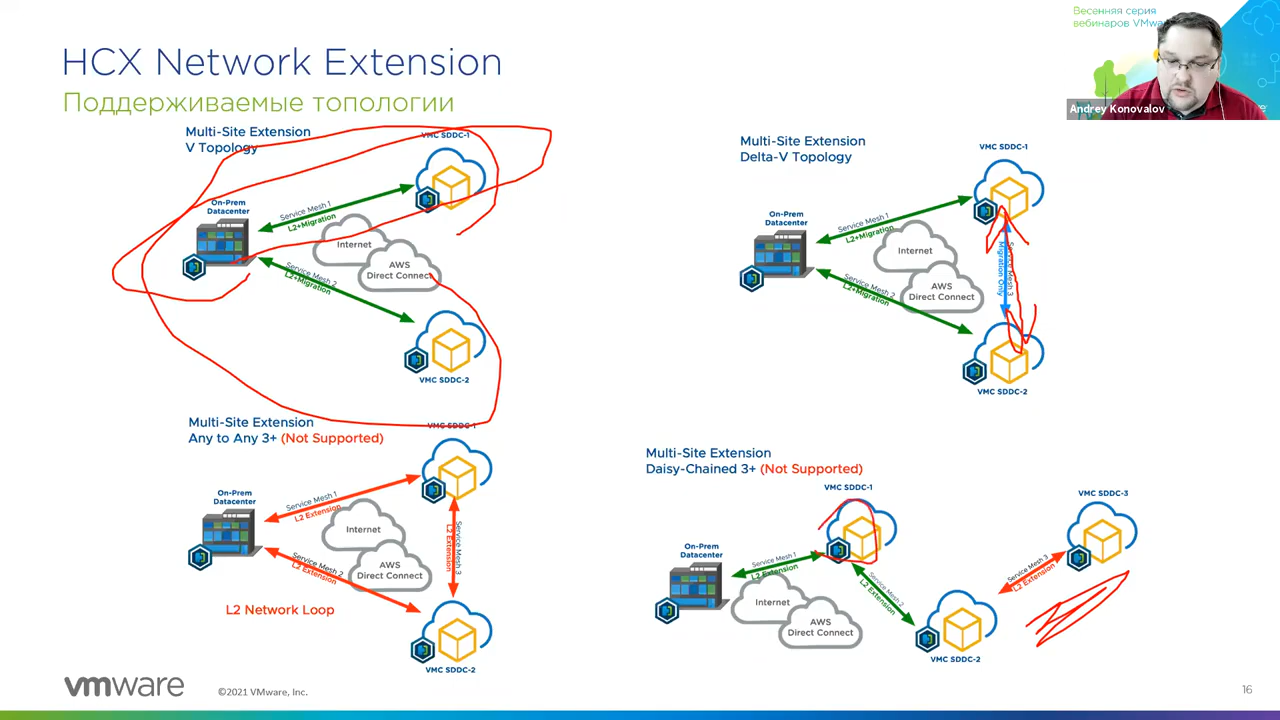 HCX Network Extension
Поддерживаемые топологии
Весенняя серия
вебинаров VMwa
Andrey Konovalov
Multi-Site Extension
V Topology
VMC SDDC-1
On-Prem
Datacenter
Service Mesh 1
L2+Migration
Internet
AWS
Direct Connect
Service Mesh 2
L2+Migration
VMC SDDC-2
Multi-Site Extension
Delta-V Topology
VMC SDDC-1
On-Prem
Datacenter
Service Mesh 1
L2+Migration
Internet
AWS
Direct Connect
Service Mesh 2
L2+Migration
Service Mesh 3
Migration Only
VMC SDDC-2
Multi-Site Extension
Any to Any 3+ (Not Supported)
VMC SDDC-1
On-Prem
Datacenter
Service Mesh 1
L2 Extension
Internet
AWS
Direct Connect
Service Mesh 2
L2 Extension
Service Mesh 3
L2 Extension
L2 Network Loop
VMC SDDC-2
Multi-Site Extension
Daisy-Chained 3+ (Not Supported)
VMC SDDC-1
VMC SDDC-3
On-Prem
Datacenter
Service Mesh 1
L2 Extension
Internet
AWS
Direct Connect
Service Mesh 2
L2 Extension
Service Mesh 3
L2 Extension
VMC SDDC-2
vmware
©2021 VMware, Inc.
16